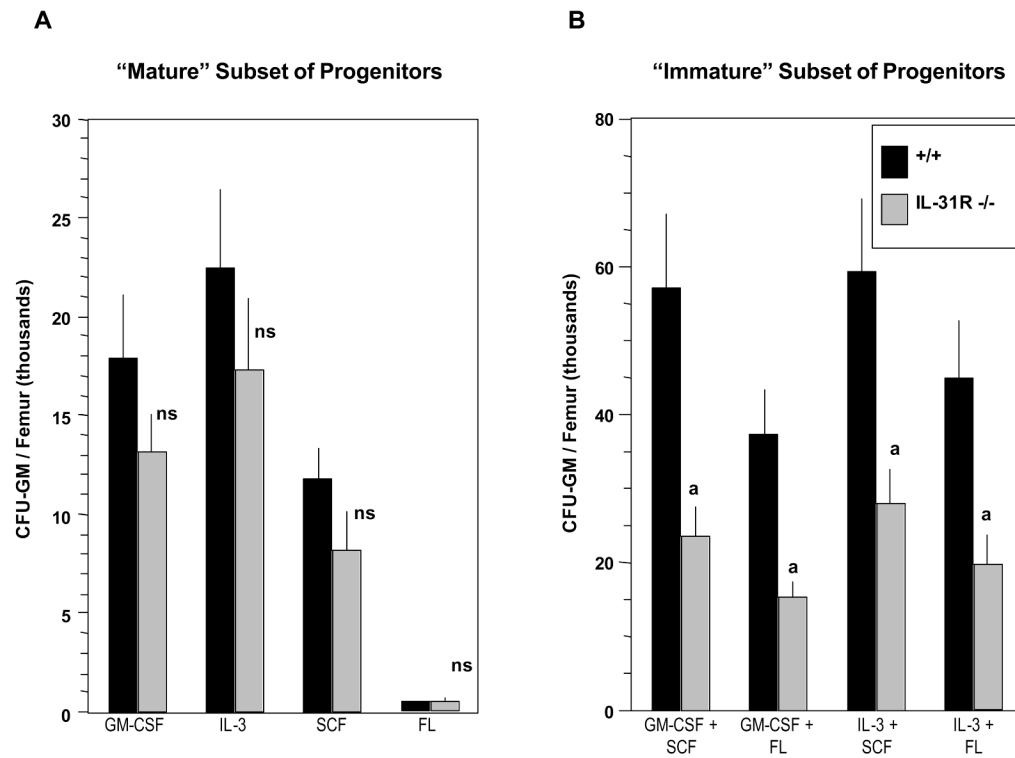 A
“Mature” Subset of Progenitors
CFU-GM / Femur (thousands)
30
25
20
15
10
5
0
ns
ns
ns
ns
GM-CSF
IL-3
SCF
FL
B
“Immature” Subset of Progenitors
CFU-GM / Femur (thousands)
80
60
40
20
0
+/+
IL-31R -/-
a
a
a
a
GM-CSF +
SCF
GM-CSF +
FL
IL-3 +
SCF
IL-3 +
FL